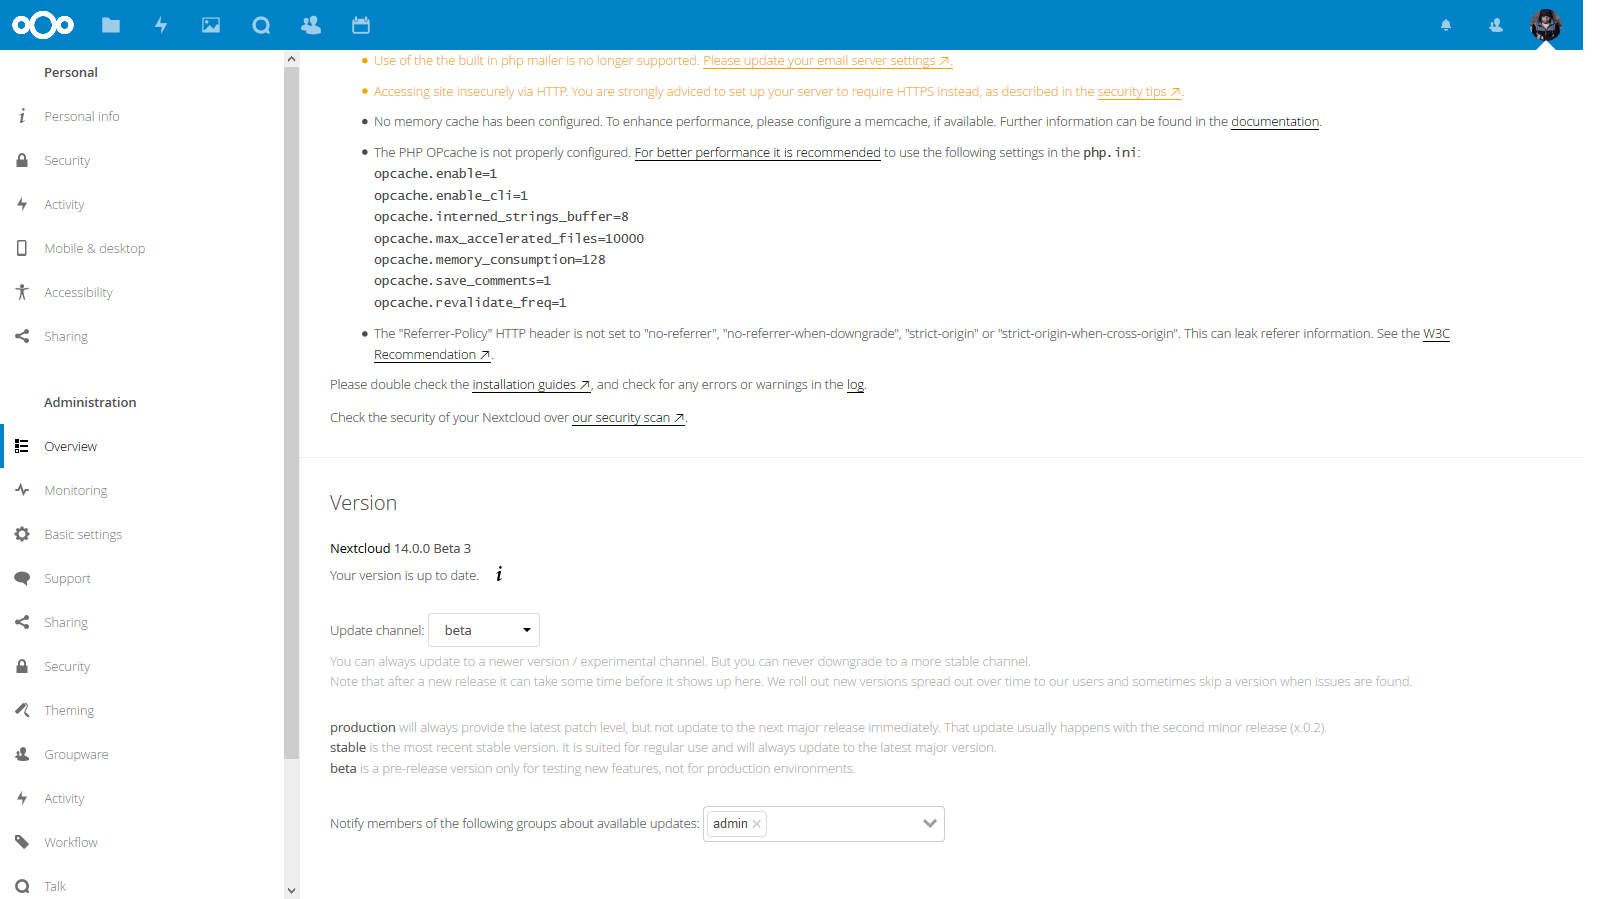 Personal
Personal info
Security
Activity
Mobile & desktop
Accessibility
Sharing
Administration
Overview
Monitoring
Basic settings
Support
Sharing
Security
Theming
Groupware
Activity
Workflow
Talk
Use of the the built in php mailer is no longer supported. Please update your email server settings ↗.
Accessing site insecurely via HTTP. You are strongly adviced to set up your server to require HTTPS instead, as described in the security tips ↗.
No memory cache has been configured. To enhance performance, please configure a memcache, if available. Further information can be found in the documentation.
The PHP OPcache is not properly configured. For better performance it is recommended to use the following settings in the php.ini:
opcache.enable=1
opcache.enable_cli=1
opcache.interned_strings_buffer=8
opcache.max_accelerated_files=10000
opcache.memory_consumption=128
opcache.save_comments=1
opcache.revalidate_freq=1
The "Referrer-Policy" HTTP header is not set to "no-referrer", "no-referrer-when-downgrade", "strict-origin" or "strict-origin-when-cross-origin". This can leak referer information. See the W3C
Recommendation ↗.
Please double check the installation guides ↗, and check for any errors or warnings in the log.
Check the security of your Nextcloud over our security scan ↗.
Version
Nextcloud 14.0.0 Beta 3
Your version is up to date.
Update channel: beta
You can always update to a newer version / experimental channel. But you can never downgrade to a more stable channel.
Note that after a new release it can take some time before it shows up here. We roll out new versions spread out over time to our users and sometimes skip a version when issues are found.
production will always provide the latest patch level, but not update to the next major release immediately. That update usually happens with the second minor release (x.0.2).
stable is the most recent stable version. It is suited for regular use and will always update to the latest major version.
beta is a pre-release version only for testing new features, not for production environments.
Notify members of the following groups about available updates: admin ×